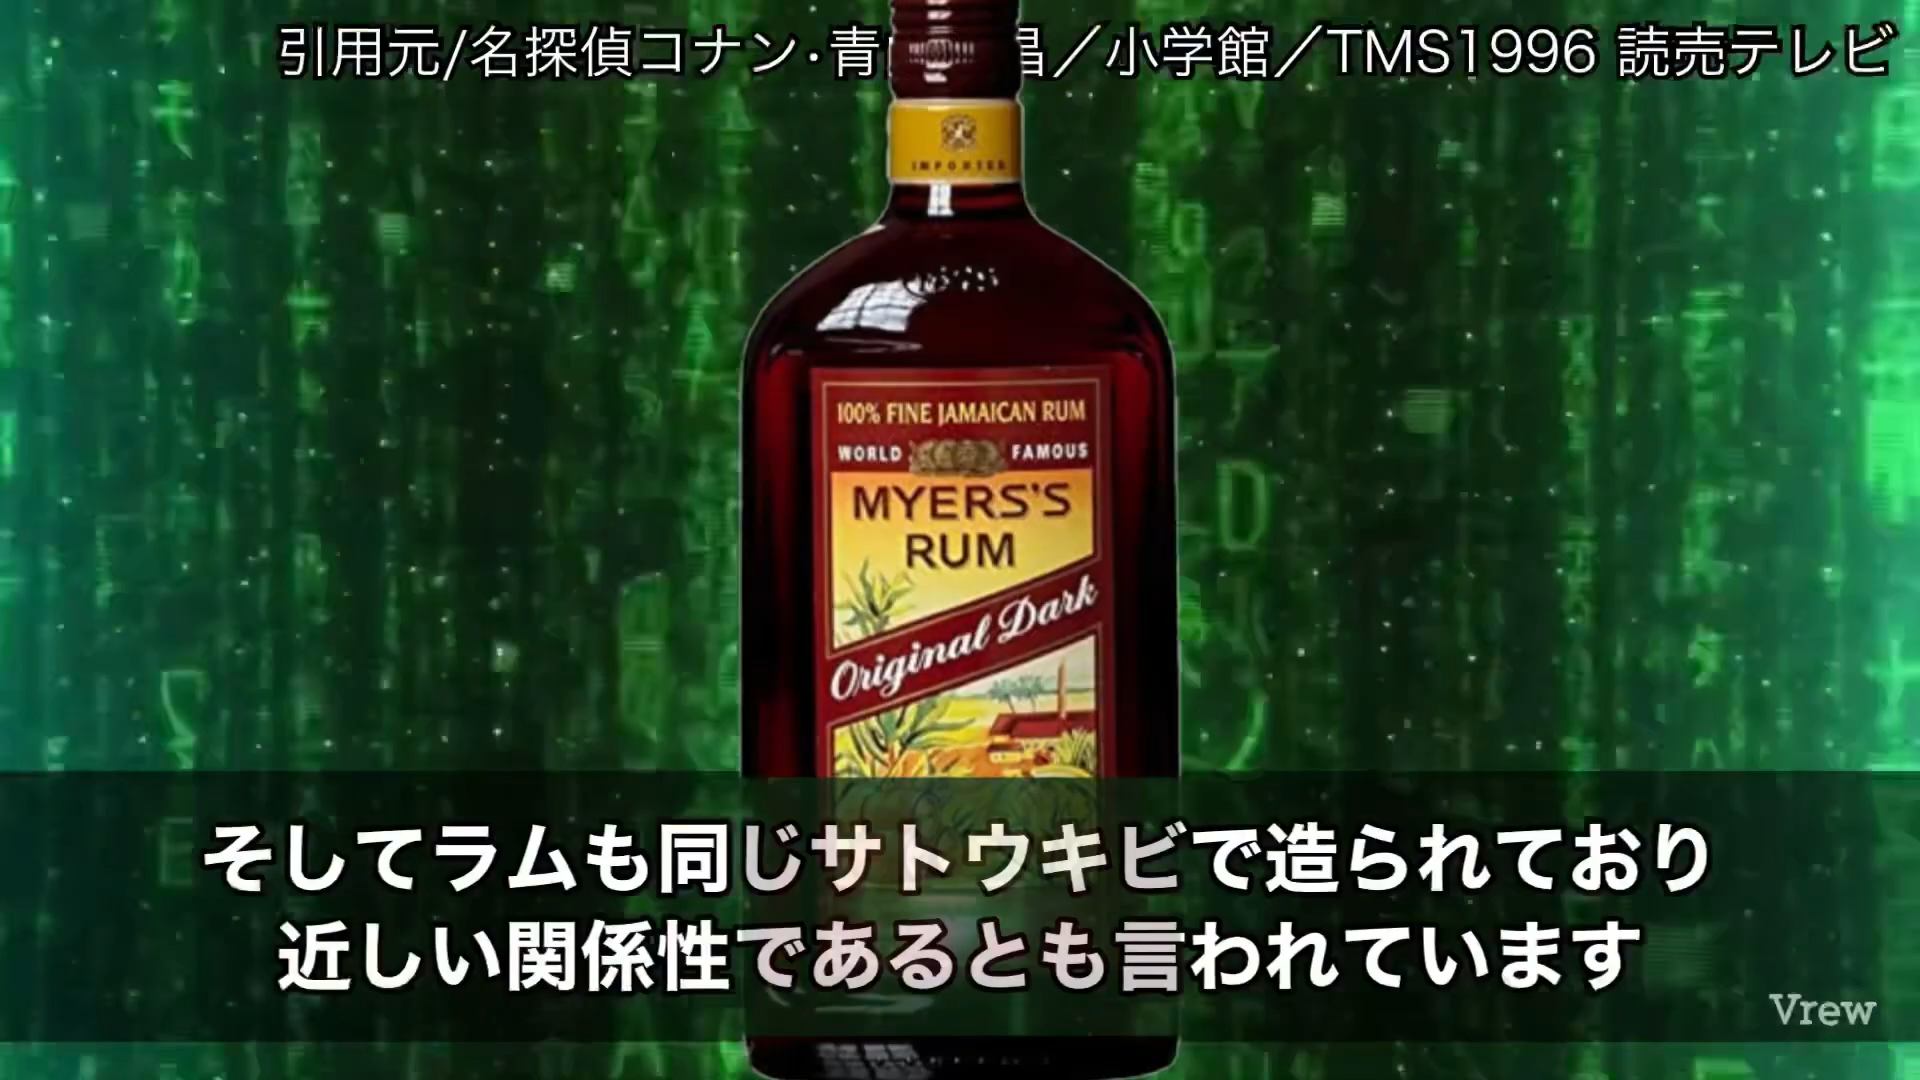 引用元/名探偵コナン·青 昌／小学館／TMS1996 読売テレビ
IMPORTED
100% FINE JAMAICAN RUM
WORLD FAMOUS
MYERS'S
RUM
Original Dark
そしてラムも同じサトウキビで造られており
近しい関係性であるとも言われています
Vrew